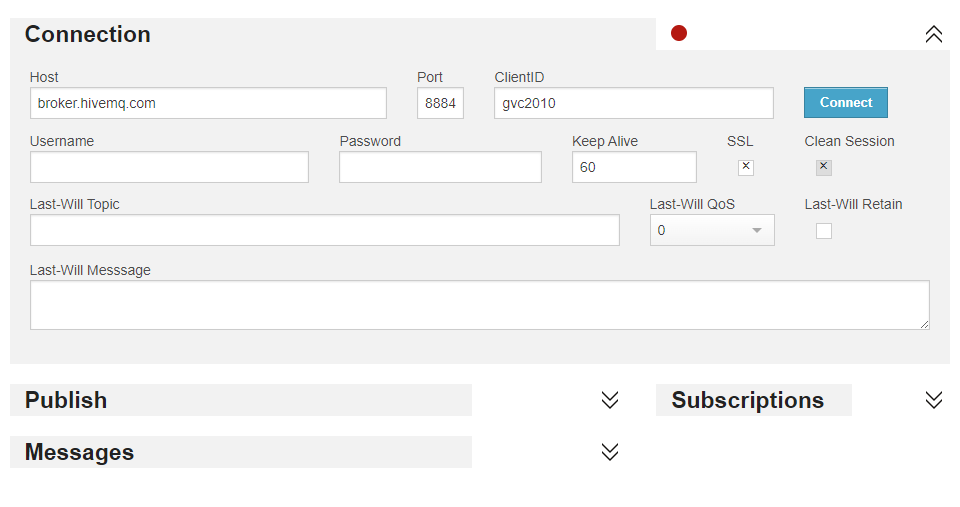 Connection
Host Port ClientID
broker.hivemq.com 8884 gvc2010 Connect
Username Password Keep Alive SSL Clean Session
60
Last-Will Topic Last-Will QoS Last-Will Retain
0
Last-Will Messsage
Publish Subscriptions
Messages